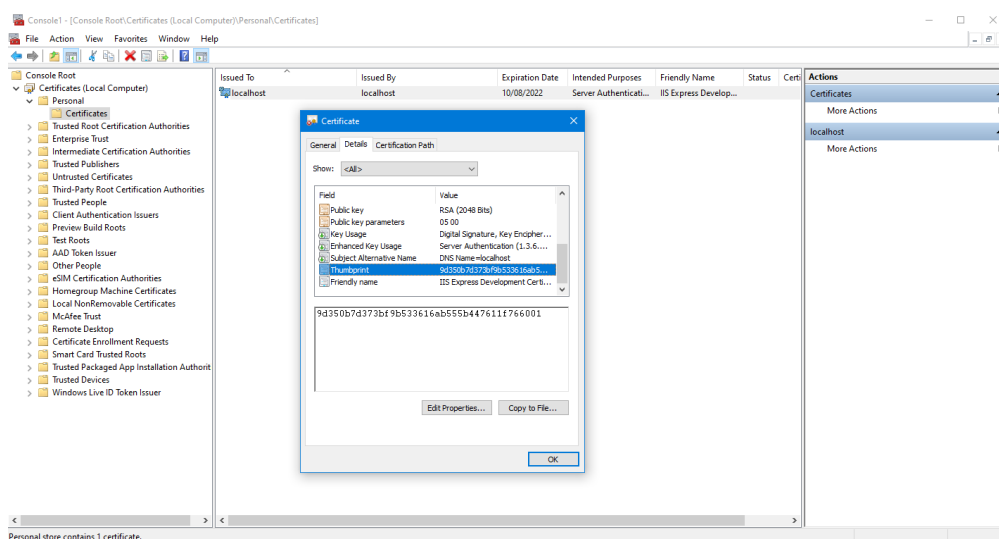 Console1 - [Console Root\Certificates (Local Computer)\Personal\Certificates]
File Action View Favorites Window Help
Console Root
Certificates (Local Computer)
Personal
Certificates
Trusted Root Certification Authorities
Enterprise Trust
Intermediate Certification Authorities
Trusted Publishers
Untrusted Certificates
Third-Party Root Certification Authorities
Trusted People
Client Authentication Issuers
Preview Build Roots
Test Roots
AAD Token Issuer
Other People
eSIM Certification Authorities
Homegroup Machine Certificates
Local NonRemovable Certificates
McAfee Trust
Remote Desktop
Certificate Enrollment Requests
Smart Card Trusted Roots
Trusted Packaged App Installation Authorit
Trusted Devices
Windows Live ID Token Issuer
Issued To Issued By Expiration Date Intended Purposes Friendly Name Status Certi
localhost localhost 10/08/2022 Server Authenticati... IIS Express Develop...
Certificate
General Details Certification Path
Show: <All>
Field Value
Public key RSA (2048 Bits)
Public key parameters 05 00
Key Usage Digital Signature, Key Encipher...
Enhanced Key Usage Server Authentication (1.3.6....
Subject Alternative Name DNS Name=localhost
Thumbprint 9d350b7d373bf9b533616ab5...
Friendly name IIS Express Development Certi...
9d350b7d373bf9b533616ab555b447611f766001
Edit Properties... Copy to File...
OK
Actions
Certificates
More Actions
localhost
More Actions
Personal store contains 1 certificate.